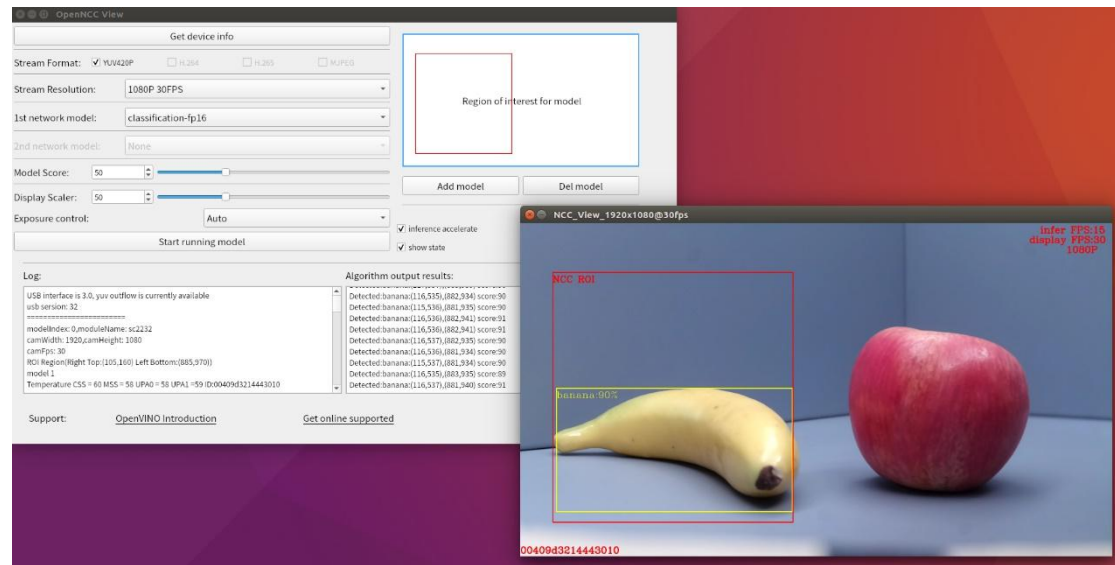 OpenNCC View
Get device info
Stream Format: YUV420P H.264 H.265 MJPEG
Stream Resolution: 1080P 30FPS
1st network model: classification-fp16
2nd network model: None
Model Score: 50
Display Scaler: 50
Exposure control: Auto
Start running model
Region of interest for model
Add model Del model
inference accelerate
show state
Log:
USB interface is 3.0, yuv outflow is currently available
usb sersion: 32
========================
modelIndex: 0,moduleName: sc2232
camWidth: 1920,camHeight: 1080
camFps: 30
ROI Region(Right Top:(105,160) Left Bottom:(885,970))
model 1
Temperature CSS = 60 MSS = 58 UPA0 = 58 UPA1 =59 ID:00409d3214443010
Algorithm output results:
Detected:banana:(116,535),(882,934) score:90
Detected:banana:(115,536),(881,935) score:90
Detected:banana:(116,536),(882,941) score:91
Detected:banana:(116,536),(882,941) score:91
Detected:banana:(117,537),(882,935) score:90
Detected:banana:(116,536),(881,934) score:90
Detected:banana:(115,537),(881,934) score:90
Detected:banana:(116,535),(883,935) score:89
Detected:banana:(116,537),(881,940) score:91
Support: OpenVINO Introduction Get online supported
NCC_View_1920x1080@30fps
infer FPS:15
display FPS:30
1080P
NCC ROI
banana:90%
00409d3214443010